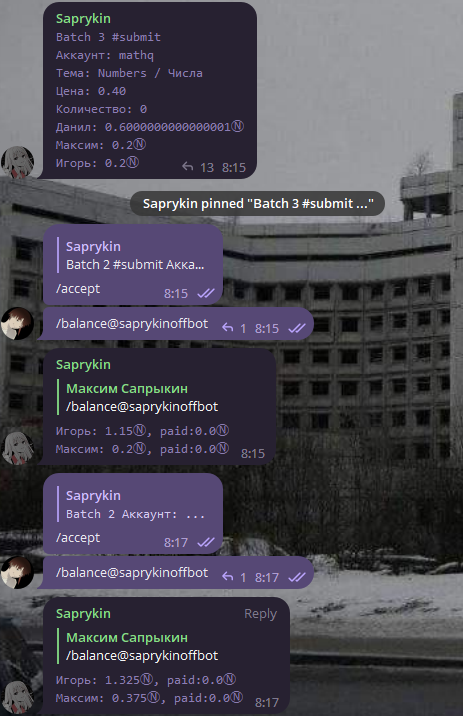 Saprykin
Batch 3 #submit
Аккаунт: mathq
Тема: Numbers / Числа
Цена: 0.40
Количество: 0
Данил: 0.6000000000000001Ⓝ
Максим: 0.2Ⓝ
Игорь: 0.2Ⓝ
13 8:15
Saprykin pinned "Batch 3 #submit ..."
Saprykin
Batch 2 #submit Акка...
/accept
8:15
/balance@saprykinoffbot 1 8:15
Saprykin
Максим Сапрыкин
/balance@saprykinoffbot
Игорь: 1.15Ⓝ, paid:0.0Ⓝ
Максим: 0.2Ⓝ, paid:0.0Ⓝ
8:15
Saprykin
Batch 2 Аккаунт: ...
/accept
8:17
/balance@saprykinoffbot 1 8:17
Saprykin Reply
Максим Сапрыкин
/balance@saprykinoffbot
Игорь: 1.325Ⓝ, paid:0.0Ⓝ
Максим: 0.375Ⓝ, paid:0.0Ⓝ
8:17